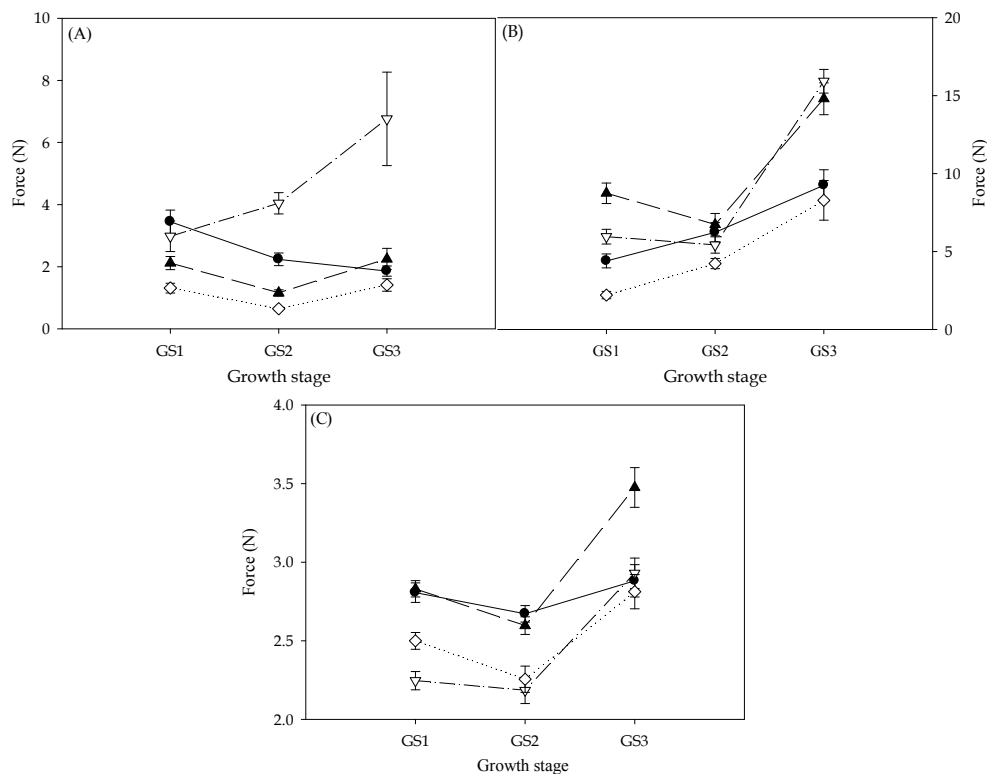 (A)
10
8
6
4
2
0
Force (N)
GS1 GS2 GS3
Growth stage
(B)
20
15
10
5
0
Force (N)
GS1 GS2 GS3
Growth stage
(C)
4.0
3.5
3.0
2.5
2.0
Force (N)
GS1 GS2 GS3
Growth stage